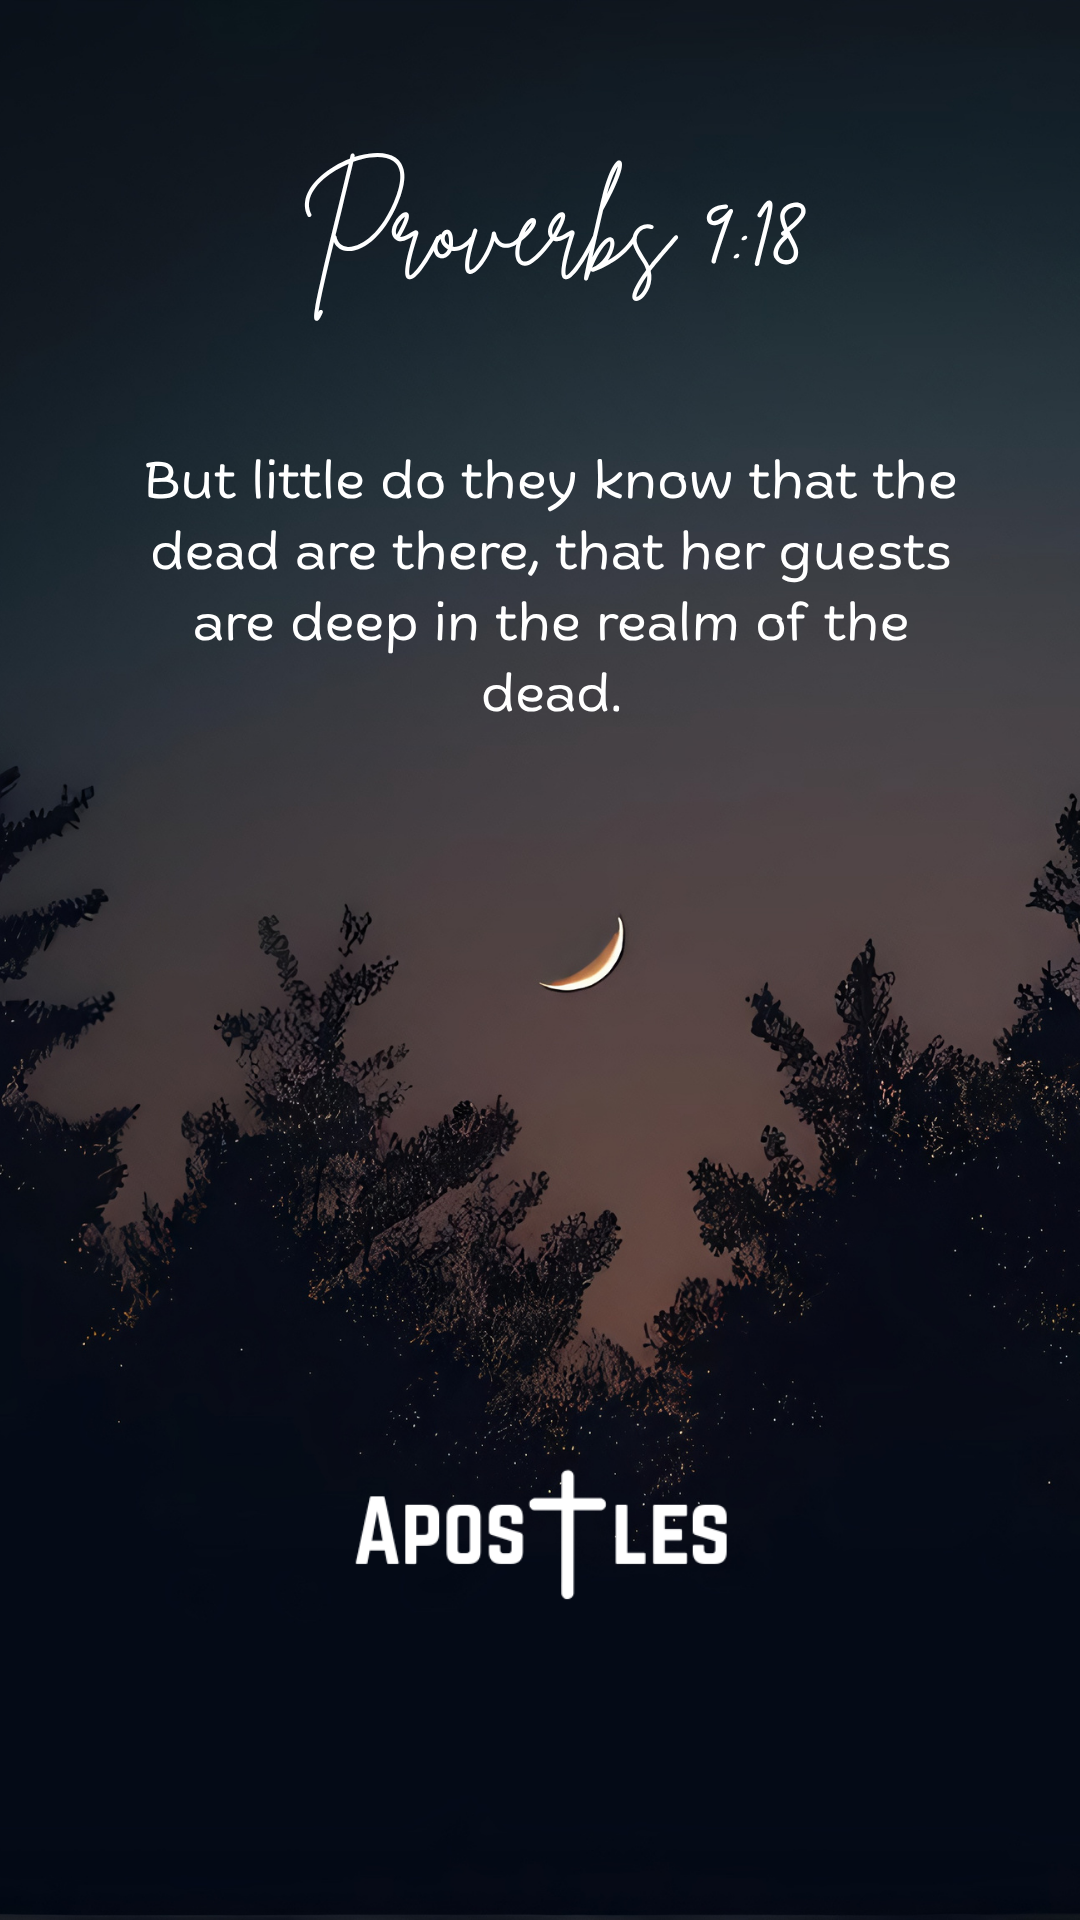 Proverbs 9:18
But little do they know that the
dead are there, that her guests
are deep in the realm of the
dead.
APOSTLES